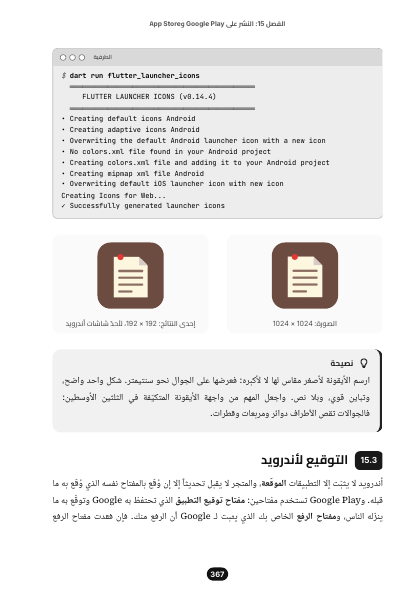 الفصل 15: النشر على Google Play وApp Store
الطرفية
$ dart run flutter_launcher_icons
════════════════════════════
FLUTTER LAUNCHER ICONS (v0.14.4)
════════════════════════════
• Creating default icons Android
• Creating adaptive icons Android
• Overwriting the default Android launcher icon with a new icon
• No colors.xml file found in your Android project
• Creating colors.xml file and adding it to your Android project
• Creating mipmap xml file Android
• Overwriting default iOS launcher icon with new icon
Creating Icons for Web...
✓ Successfully generated launcher icons
الصورة: 1024 × 1024
إحدى النتائج: 192 × 192، لأحدّ شاشات أندرويد
نصيحة
ارسم الأيقونة لأصغر مقاس لها لا لأكبره: فعرضها على الجوال نحو سنتيمتر. شكل واحد واضح،
وتباين قوي، وبلا نص. واجعل المهم من واجهة الأيقونة المتكيّفة في الثلثين الأوسطين:
فالجوالات تقص الأطراف دوائر ومربعات وقطرات.
15.3 التوقيع لأندرويد
أندرويد لا يثبّت إلا التطبيقات الموقّعة، والمتجر لا يقبل تحديثاً إلا إن وُقّع بالمفتاح نفسه الذي وُقّع به ما
قبله. وGoogle Play تستخدم مفتاحين: مفتاح توقيع التطبيق الذي تحتفظ به Google وتوقّع به ما
ينزّله الناس، ومفتاح الرفع الخاص بك الذي يثبت لـ Google أن الرفع منك. فإن فقدت مفتاح الرفع
367